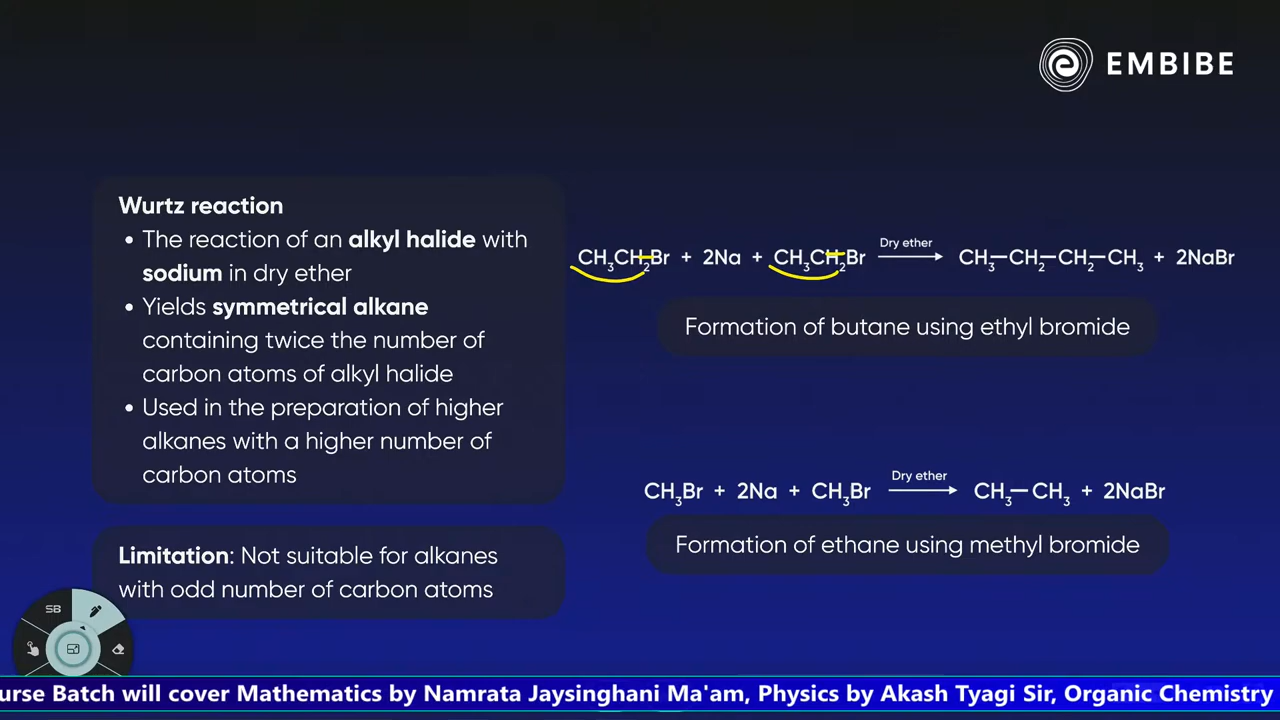 EMBIBE
Wurtz reaction
• The reaction of an alkyl halide with
sodium in dry ether
• Yields symmetrical alkane
containing twice the number of
carbon atoms of alkyl halide
• Used in the preparation of higher
alkanes with a higher number of
carbon atoms
Limitation: Not suitable for alkanes
with odd number of carbon atoms
Dry ether
CH₃CH₂Br + 2Na + CH₃CH₂Br ⟶ CH₃—CH₂—CH₂—CH₃ + 2NaBr
Formation of butane using ethyl bromide
Dry ether
CH₃Br + 2Na + CH₃Br ⟶ CH₃—CH₃ + 2NaBr
Formation of ethane using methyl bromide
SB
urse Batch will cover Mathematics by Namrata Jaysinghani Ma'am, Physics by Akash Tyagi Sir, Organic Chemistry